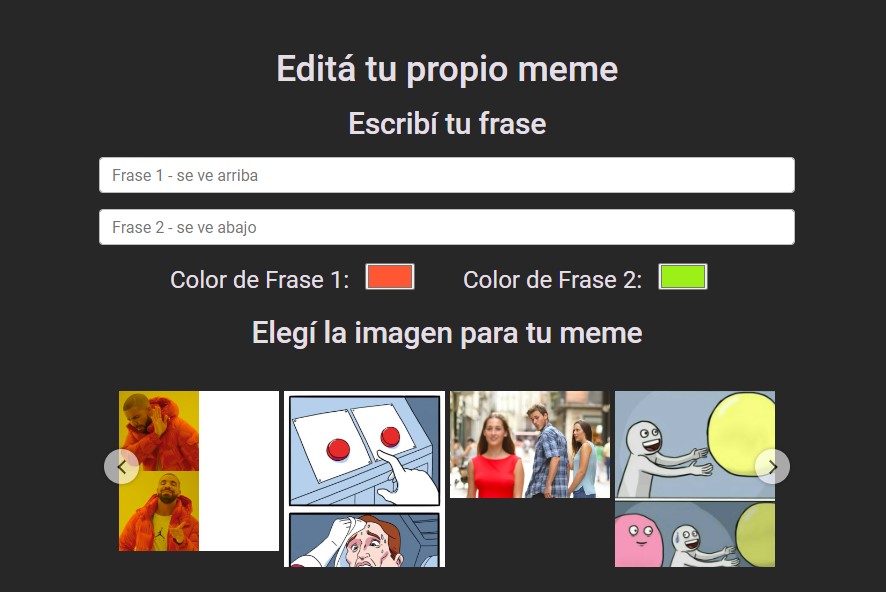 Editá tu propio meme
Escribí tu frase
Frase 1 - se ve arriba
Frase 2 - se ve abajo
Color de Frase 1: Color de Frase 2:
Elegí la imagen para tu meme